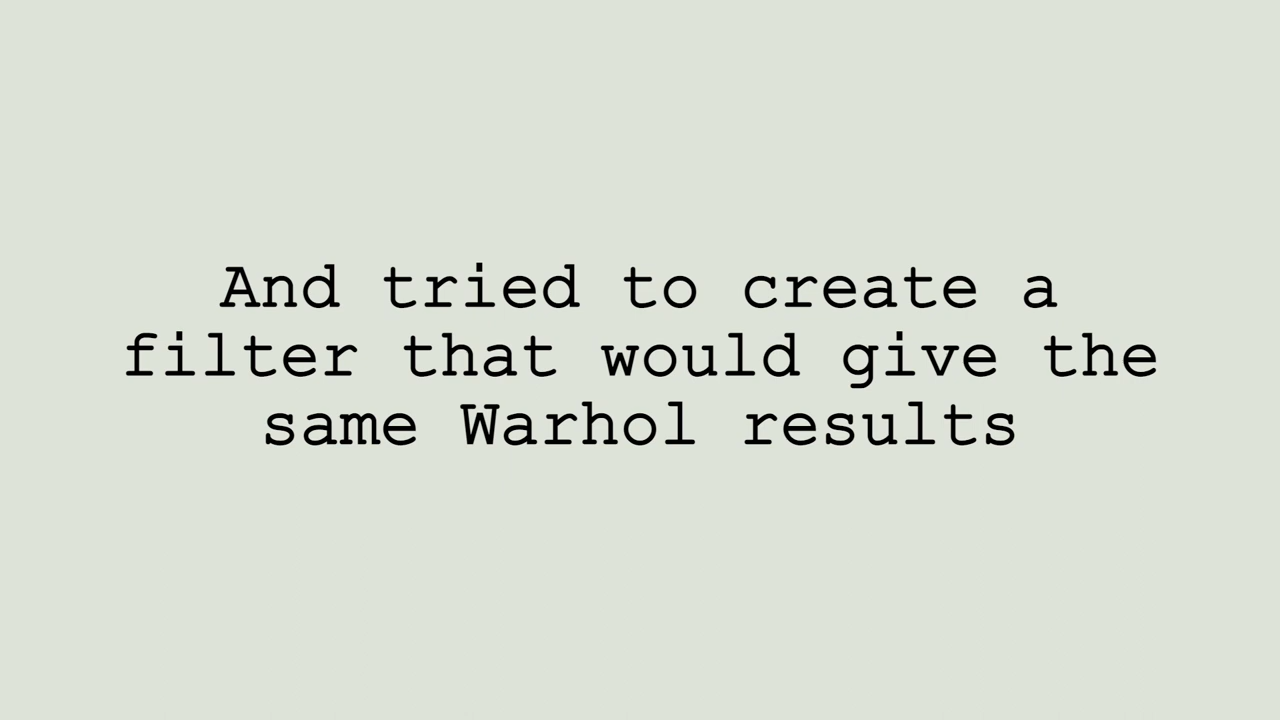 And tried to create a
filter that would give the
same Warhol results